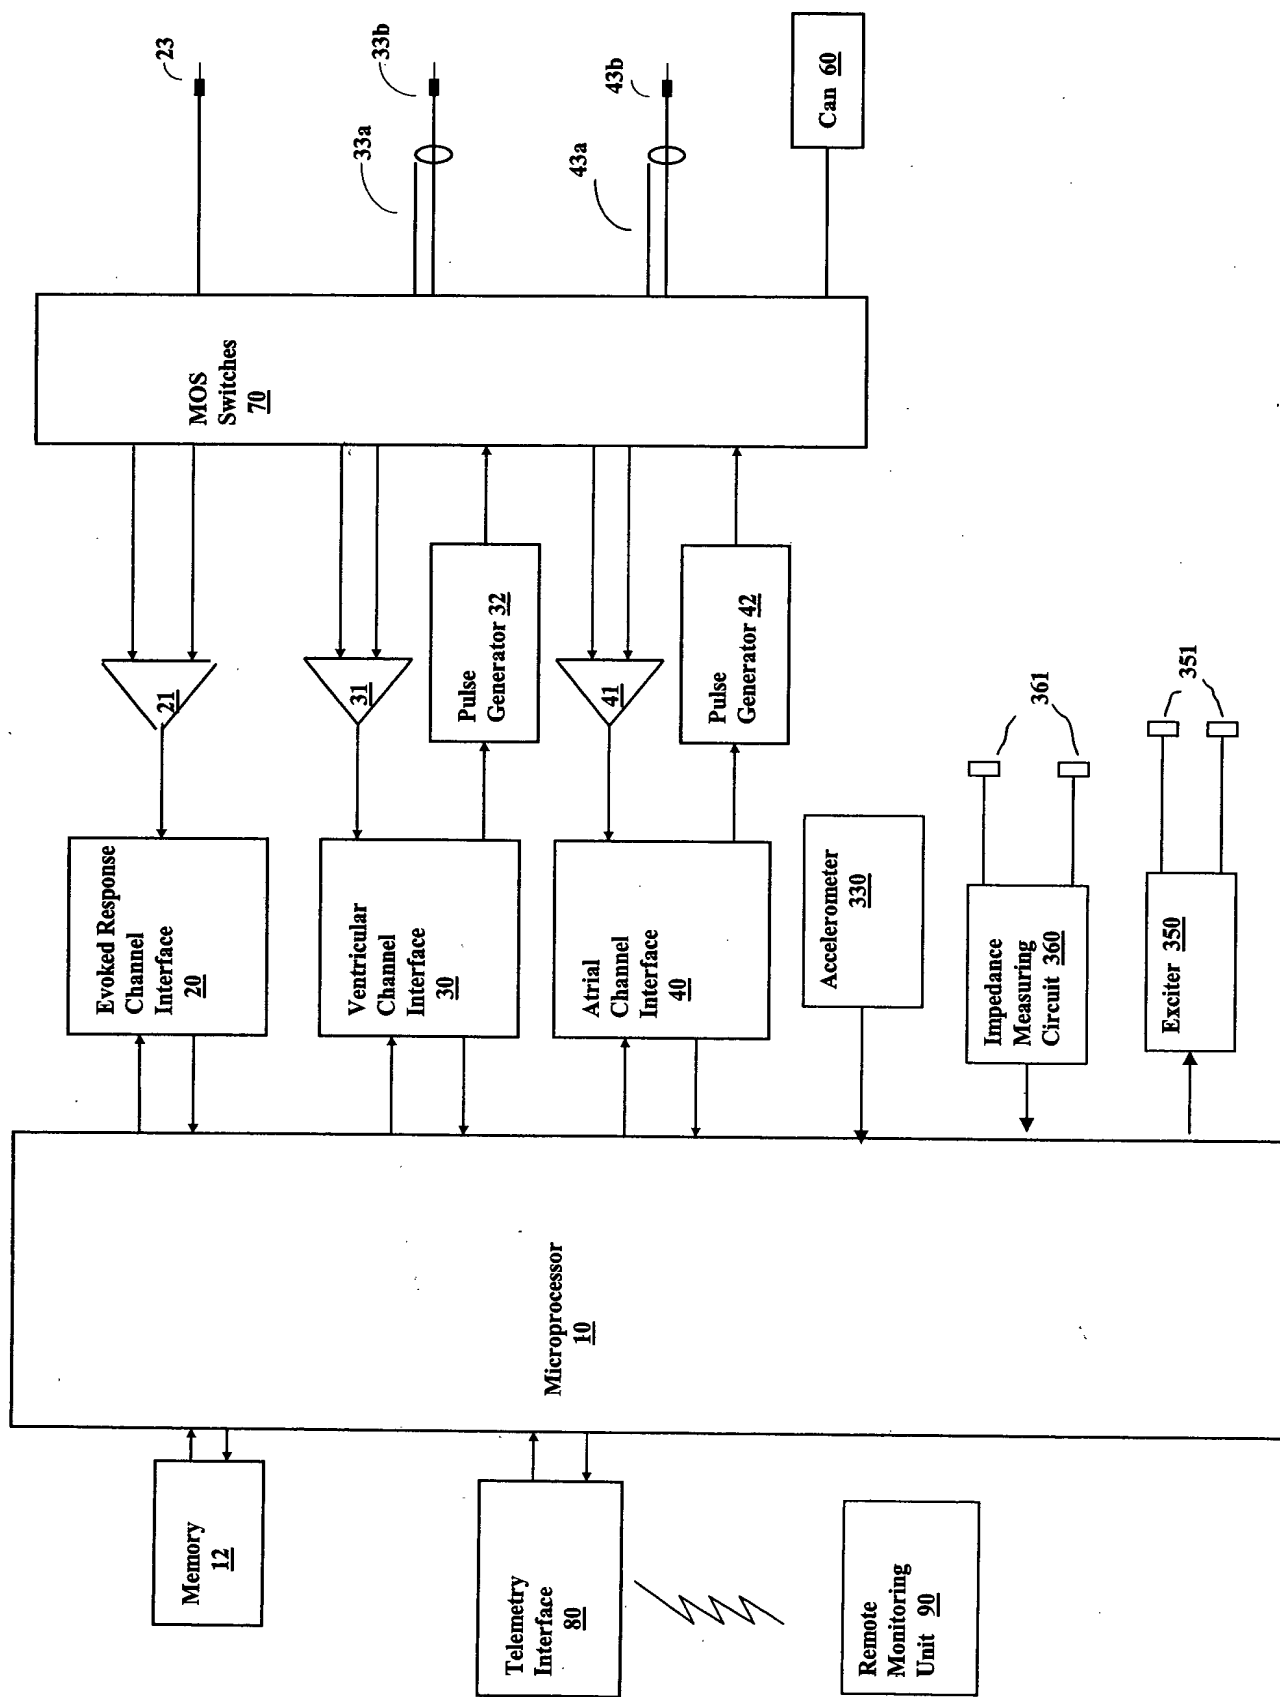 Memory
12
Telemetry
Interface
80
Remote
Monitoring
Unit 90
Microprocessor
10
Evoked Response
Channel
Interface
20
Ventricular
Channel
Interface
30
Atrial
Channel
Interface
40
Accelerometer
330
Impedance
Measuring
Circuit 360
Exciter 350
21
31
Pulse
Generator 32
41
Pulse
Generator 42
361
351
MOS
Switches
70
23
33a
33b
43a
43b
Can 60